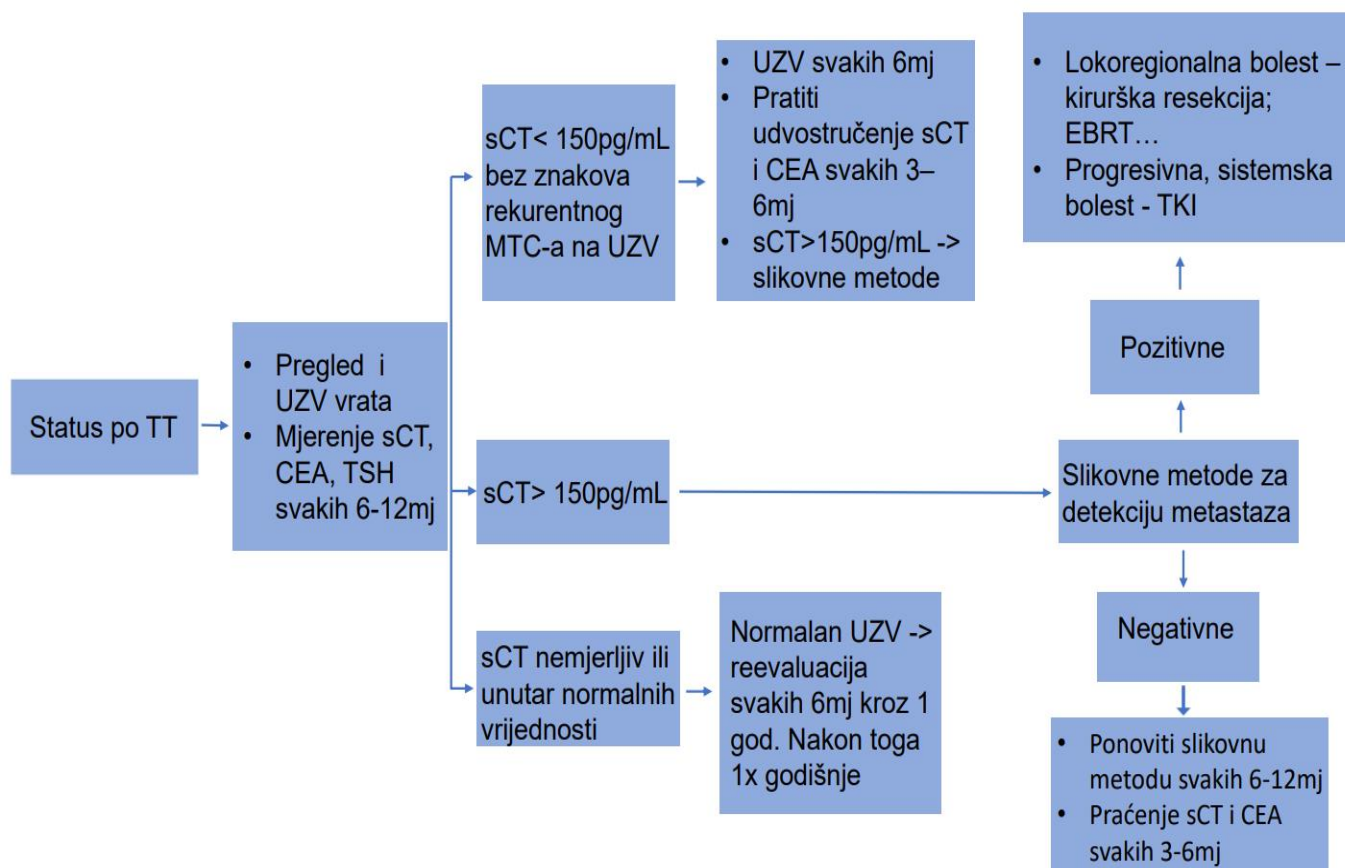 Status po TT
• Pregled i
UZV vrata
• Mjerenje sCT,
CEA, TSH
svakih 6-12mj
sCT< 150pg/mL
bez znakova
rekurentnog
MTC-a na UZV
• UZV svakih 6mj
• Pratiti
udvostručenje sCT
i CEA svakih 3–
6mj
• sCT>150pg/mL ->
slikovne metode
sCT> 150pg/mL
sCT nemjerljiv ili
unutar normalnih
vrijednosti
Normalan UZV ->
reevaluacija
svakih 6mj kroz 1
god. Nakon toga
1x godišnje
• Lokoregionalna bolest –
kirurška resekcija;
EBRT…
• Progresivna, sistemska
bolest - TKI
Pozitivne
Slikovne metode za
detekciju metastaza
Negativne
• Ponoviti slikovnu
metodu svakih 6-12mj
• Praćenje sCT i CEA
svakih 3-6mj